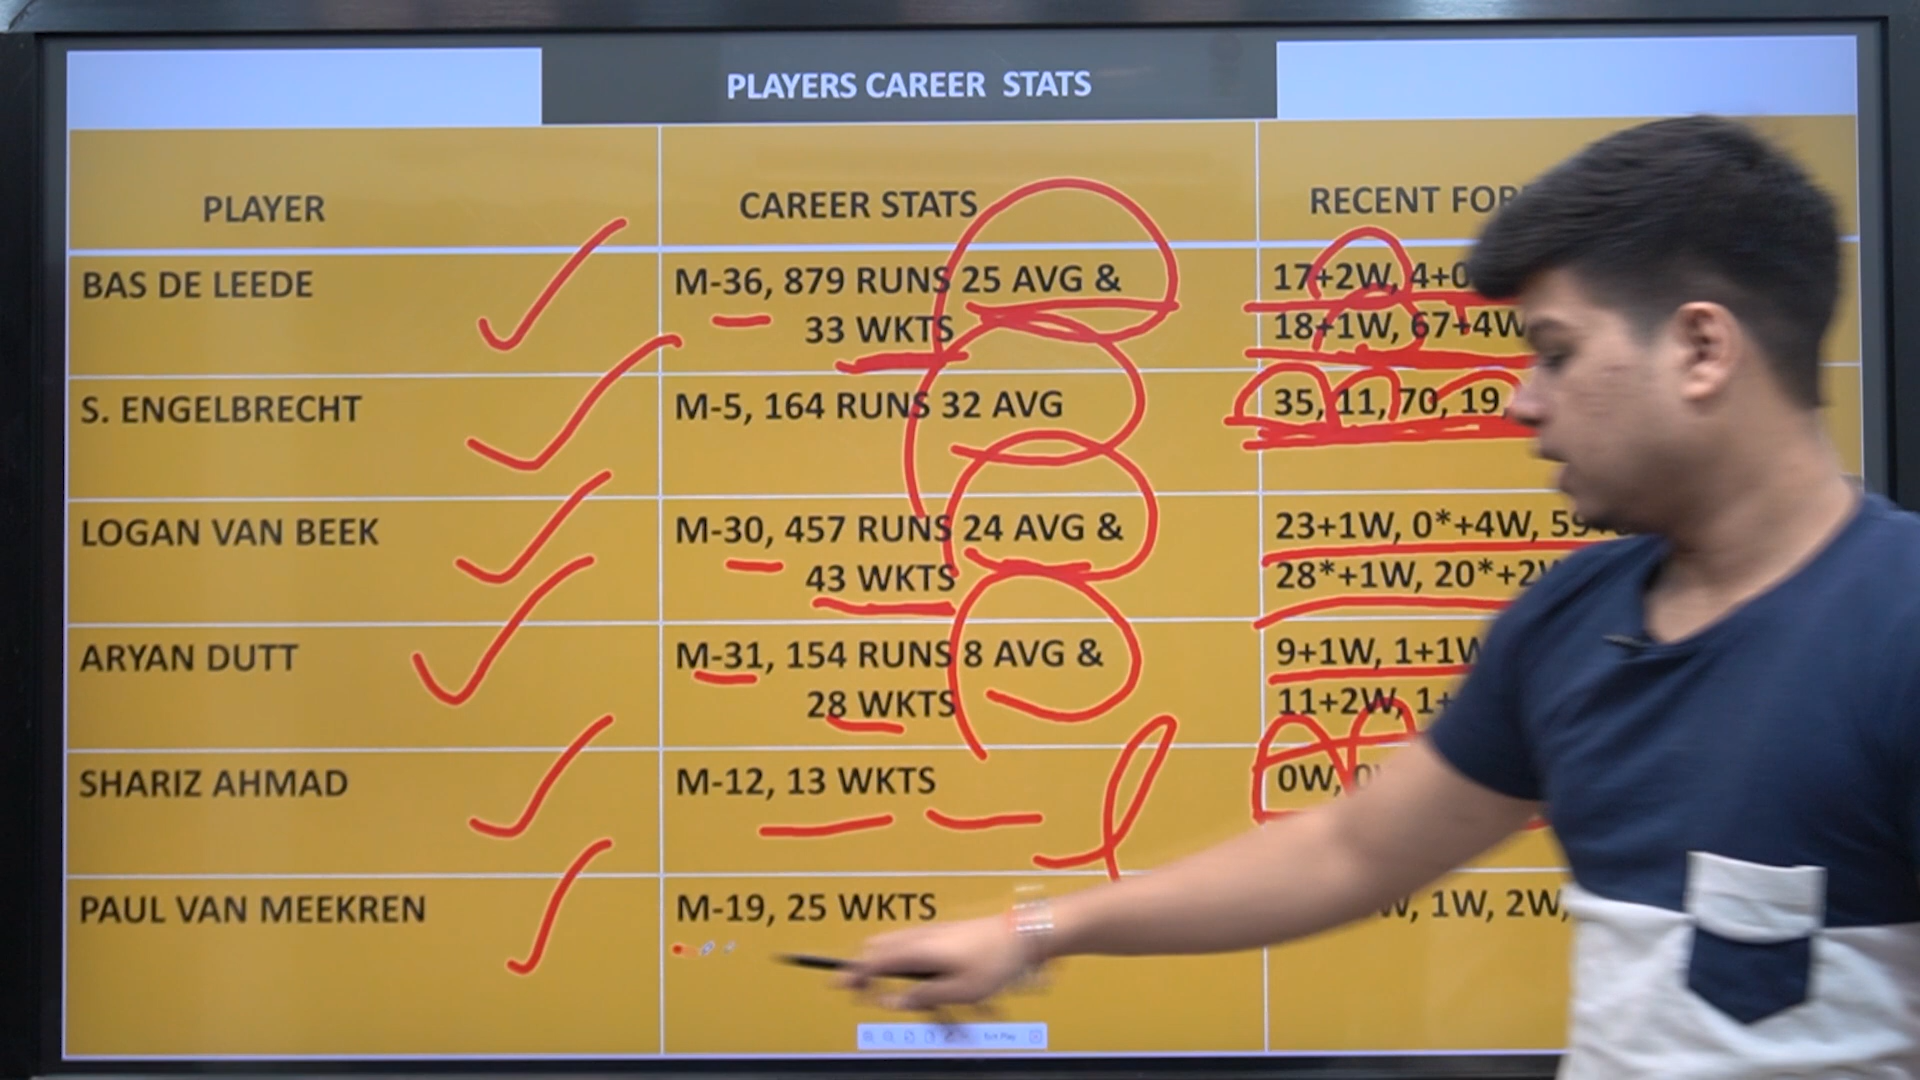 PLAYERS CAREER STATS
PLAYER
CAREER STATS
RECENT
BAS DE LEEDE
M-36, 879 RUNS 25 AVG &
33 WKTS
17+2W, 4+0
18+1W, 67+4W
S. ENGELBRECHT
M-5, 164 RUNS 32 AVG
35, 11, 70, 19,
LOGAN VAN BEEK
M-30, 457 RUNS 24 AVG &
43 WKTS
23+1W, 0*+4W, 59
28*+1W, 20*+2W
ARYAN DUTT
M-31, 154 RUNS 8 AVG &
28 WKTS
9+1W, 1+1W
11+2W, 1+
SHARIZ AHMAD
M-12, 13 WKTS
0W,
PAUL VAN MEEKREN
M-19, 25 WKTS
1W, 2W,